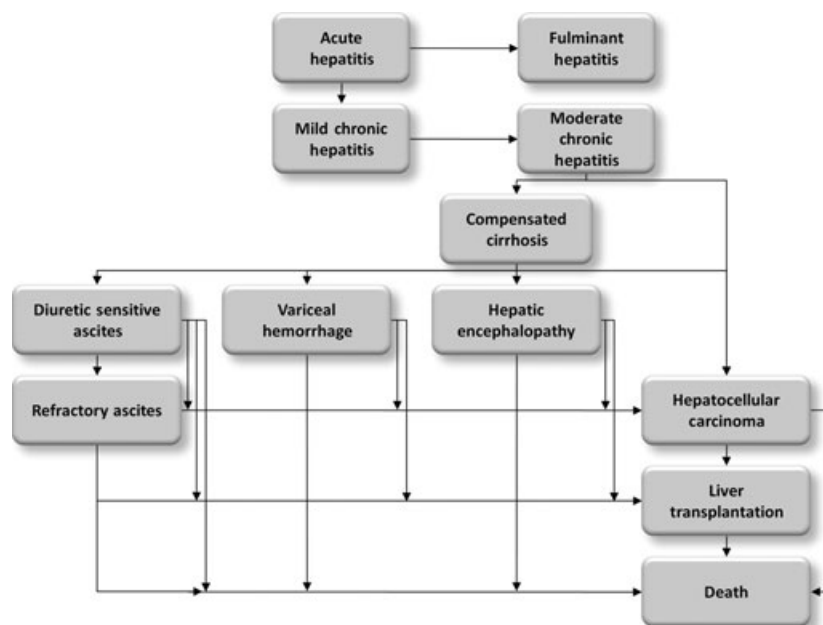 Acute
hepatitis
Fulminant
hepatitis
Mild chronic
hepatitis
Moderate
chronic
hepatitis
Compensated
cirrhosis
Diuretic sensitive
ascites
Variceal
hemorrhage
Hepatic
encephalopathy
Refractory ascites
Hepatocellular
carcinoma
Liver
transplantation
Death